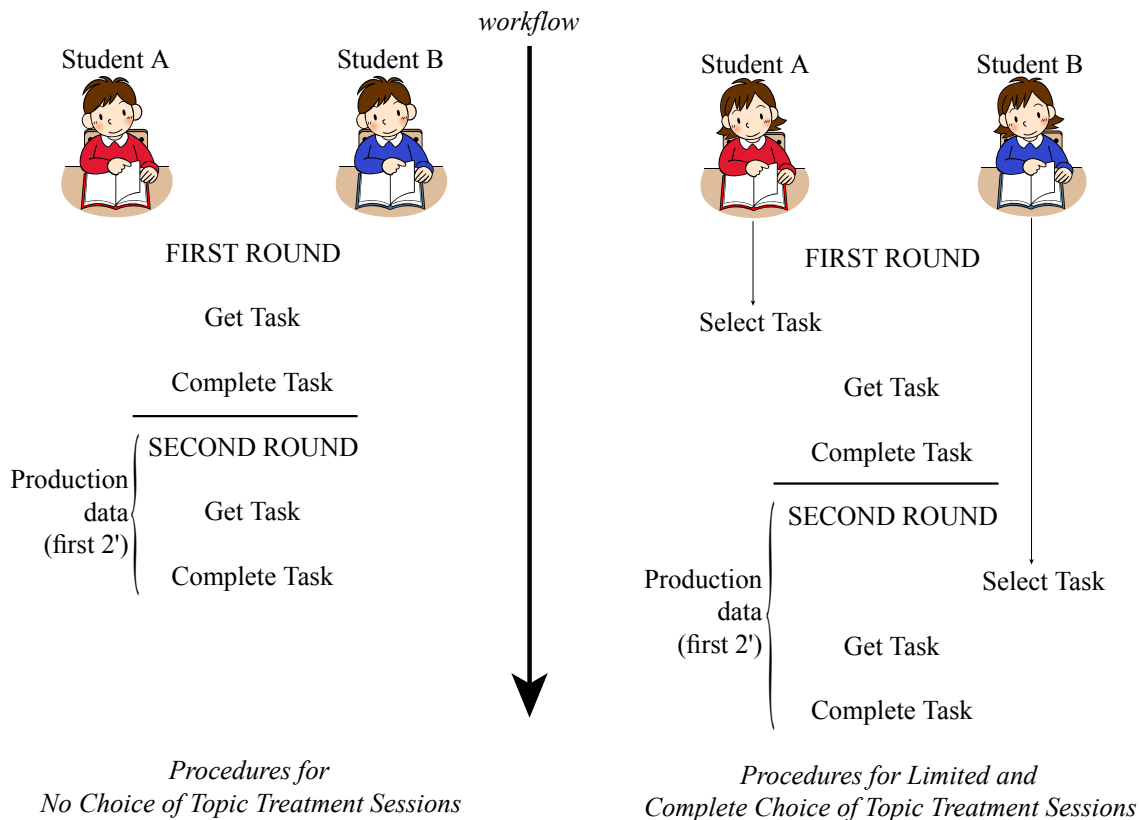 workflow
Student A
Student B
FIRST ROUND
Get Task
Complete Task
SECOND ROUND
Production
data
(first 2')
Get Task
Complete Task
Procedures for
No Choice of Topic Treatment Sessions
Student A
Student B
FIRST ROUND
Select Task
Get Task
Complete Task
SECOND ROUND
Production
data
(first 2')
Select Task
Get Task
Complete Task
Procedures for Limited and
Complete Choice of Topic Treatment Sessions